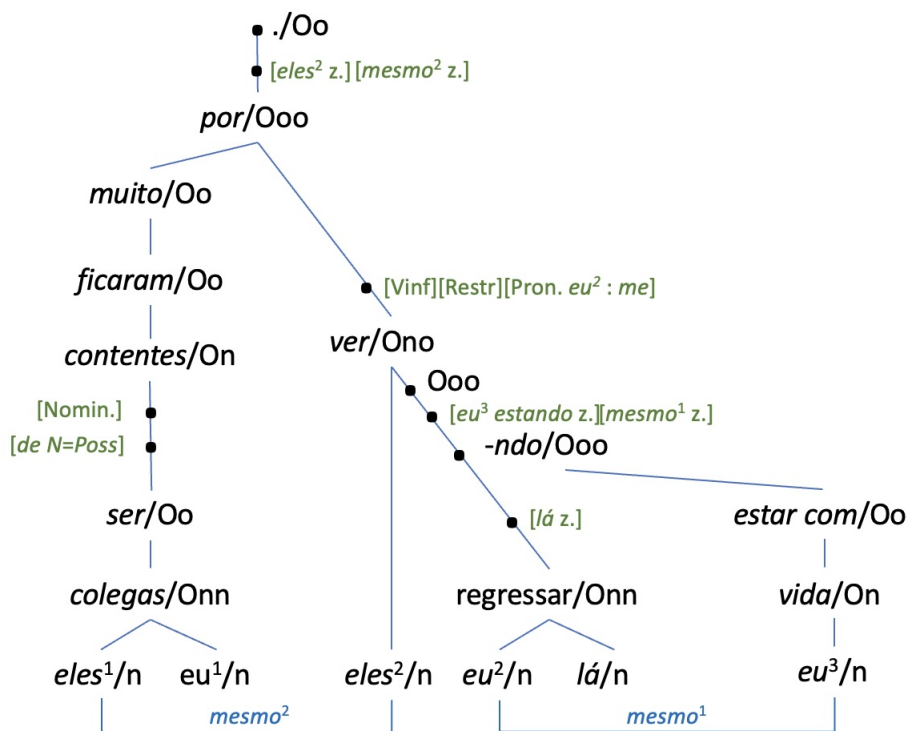 ./Oo
[eles² z.] [mesmo² z.]
por/Ooo
muito/Oo
ficaram/Oo
[Vinf][Restr][Pron. eu² : me]
contentes/On
ver/Ono
Ooo
[Nomin.]
[eu³ estando z.][mesmo¹ z.]
[de N=Poss]
-ndo/Ooo
ser/Oo
[lá z.]
estar com/Oo
colegas/Onn
regressar/Onn
vida/On
eles¹/n eu¹/n eles²/n eu²/n lá/n eu³/n
mesmo² mesmo¹